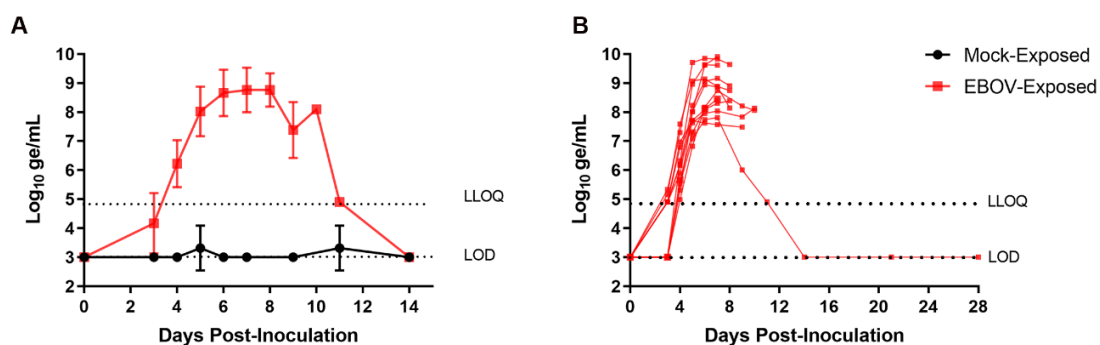 A
Log10 ge/mL
10
9
8
7
6
5
4
3
2
LLOQ
LOD
0 2 4 6 8 10 12 14
Days Post-Inoculation
B
Log10 ge/mL
10
9
8
7
6
5
4
3
2
LLOQ
LOD
0 4 8 12 16 20 24 28
Days Post-Inoculation
Mock-Exposed
EBOV-Exposed